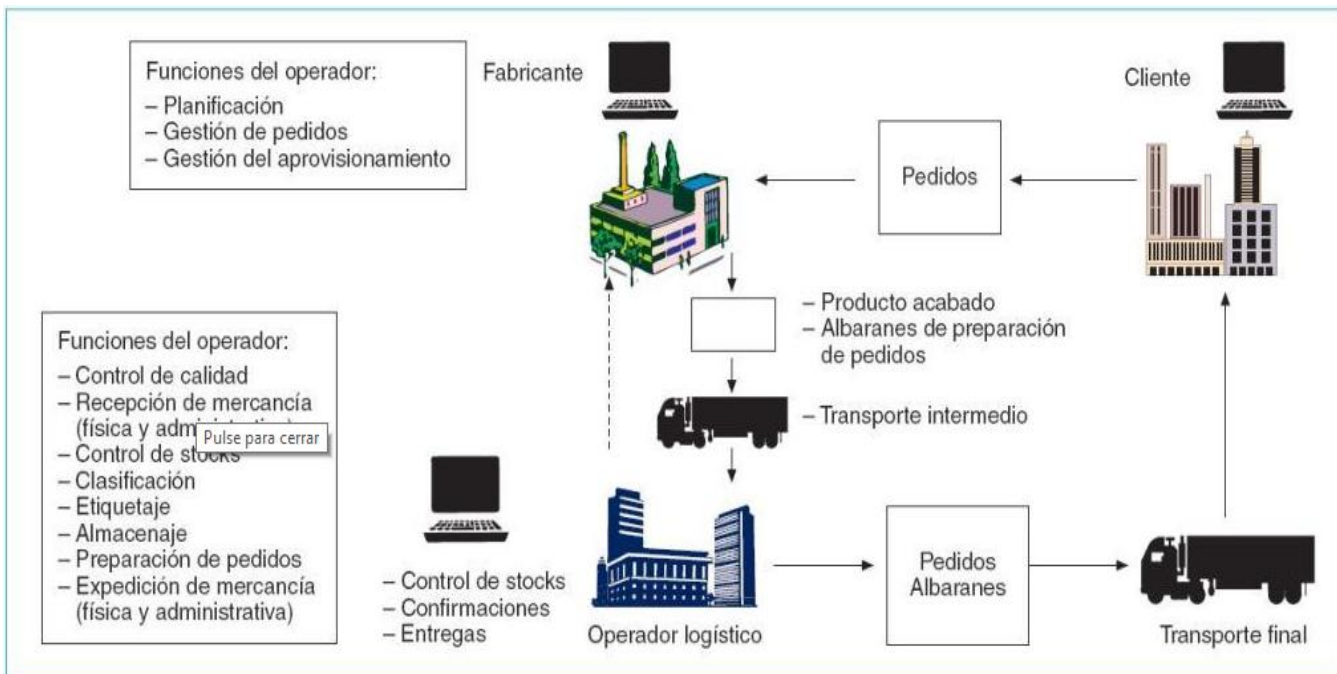 Funciones del operador:
– Planificación
– Gestión de pedidos
– Gestión del aprovisionamiento
Fabricante
Cliente
Pedidos
– Producto acabado
– Albaranes de preparación
de pedidos
– Transporte intermedio
Funciones del operador:
– Control de calidad
– Recepción de mercancía
(física y
Pulse para cerrar
– Control de stocks
– Clasificación
– Etiquetaje
– Almacenaje
– Preparación de pedidos
– Expedición de mercancía
(física y administrativa)
– Control de stocks
– Confirmaciones
– Entregas
Operador logístico
Pedidos
Albaranes
Transporte final